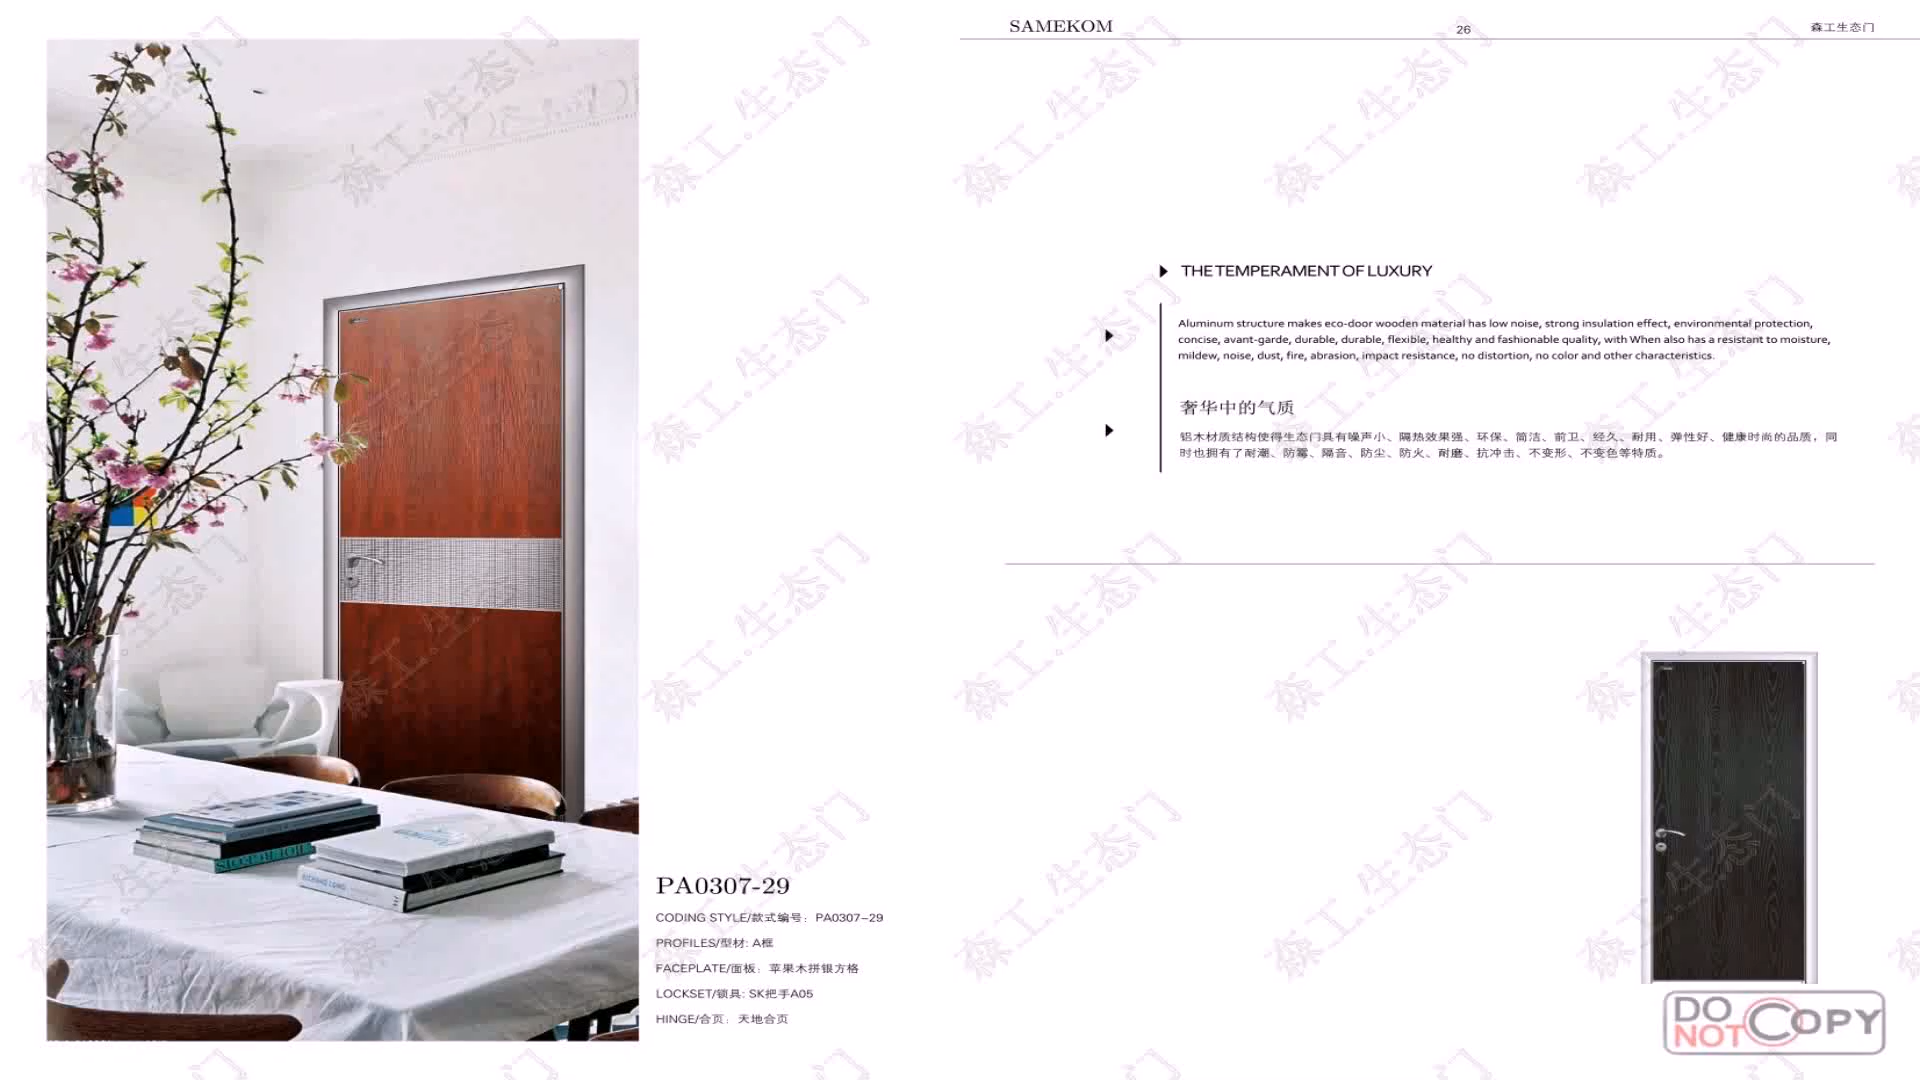 SAMEKOM
26
森工生态门
THE TEMPERAMENT OF LUXURY
Aluminum structure makes eco-door wooden material has low noise, strong insulation effect, environmental protection,
concise, avant-garde, durable, durable, flexible, healthy and fashionable quality, with When also has a resistant to moisture,
mildew, noise, dust, fire, abrasion, impact resistance, no distortion, no color and other characteristics.
奢华中的气质
铝木材质结构使得生态门具有噪声小、隔热效果强、环保、简洁、前卫、经久、耐用、弹性好、健康时尚的品质，同
时也拥有了耐潮、防霉、隔音、防尘、防火、耐磨、抗冲击、不变形、不变色等特质。
PA0307-29
CODING STYLE/款式编号：PA0307-29
PROFILES/型材: A框
FACEPLATE/面板：苹果木拼银方格
LOCKSET/锁具: SK把手A05
HINGE/合页：天地合页
RICHARD LONG
DO NOT COPY
森工.生态门